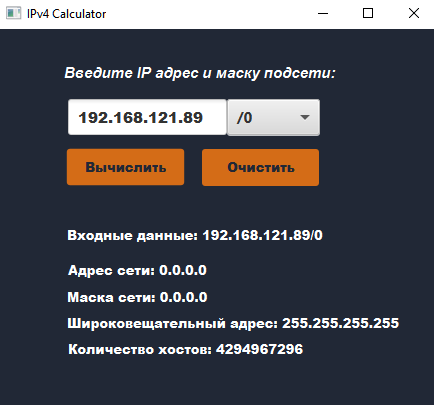 IPv4 Calculator
Введите IP адрес и маску подсети:
192.168.121.89 /0
Вычислить Очистить
Входные данные: 192.168.121.89/0
Адрес сети: 0.0.0.0
Маска сети: 0.0.0.0
Широковещательный адрес: 255.255.255.255
Количество хостов: 4294967296